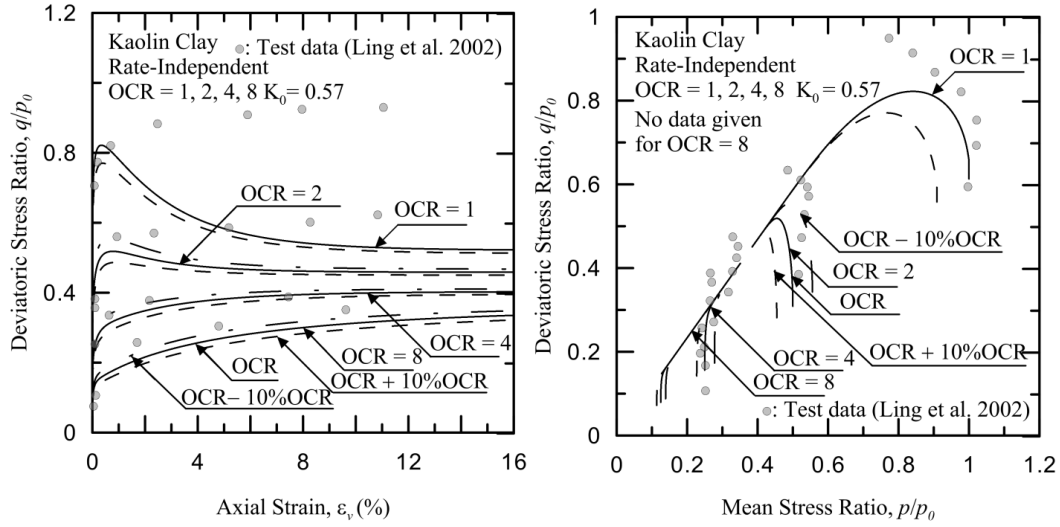 Kaolin Clay
: Test data (Ling et al. 2002)
Rate-Independent
OCR = 1, 2, 4, 8 K0 = 0.57
OCR = 2
OCR = 1
OCR = 4
OCR = 8
OCR
OCR + 10%OCR
OCR− 10%OCR
1.2
0.8
0.4
0
0
4
8
12
16
Deviatoric Stress Ratio, q/p0
Axial Strain, εv (%)
Kaolin Clay
Rate-Independent
OCR = 1, 2, 4, 8 K0 = 0.57
No data given
for OCR = 8
OCR = 1
OCR − 10%OCR
OCR = 2
OCR
OCR + 10%OCR
OCR = 4
OCR = 8
: Test data (Ling et al. 2002)
1
0.8
0.6
0.4
0.2
0
0
0.2
0.4
0.6
0.8
1
1.2
Deviatoric Stress Ratio, q/p0
Mean Stress Ratio, p/p0